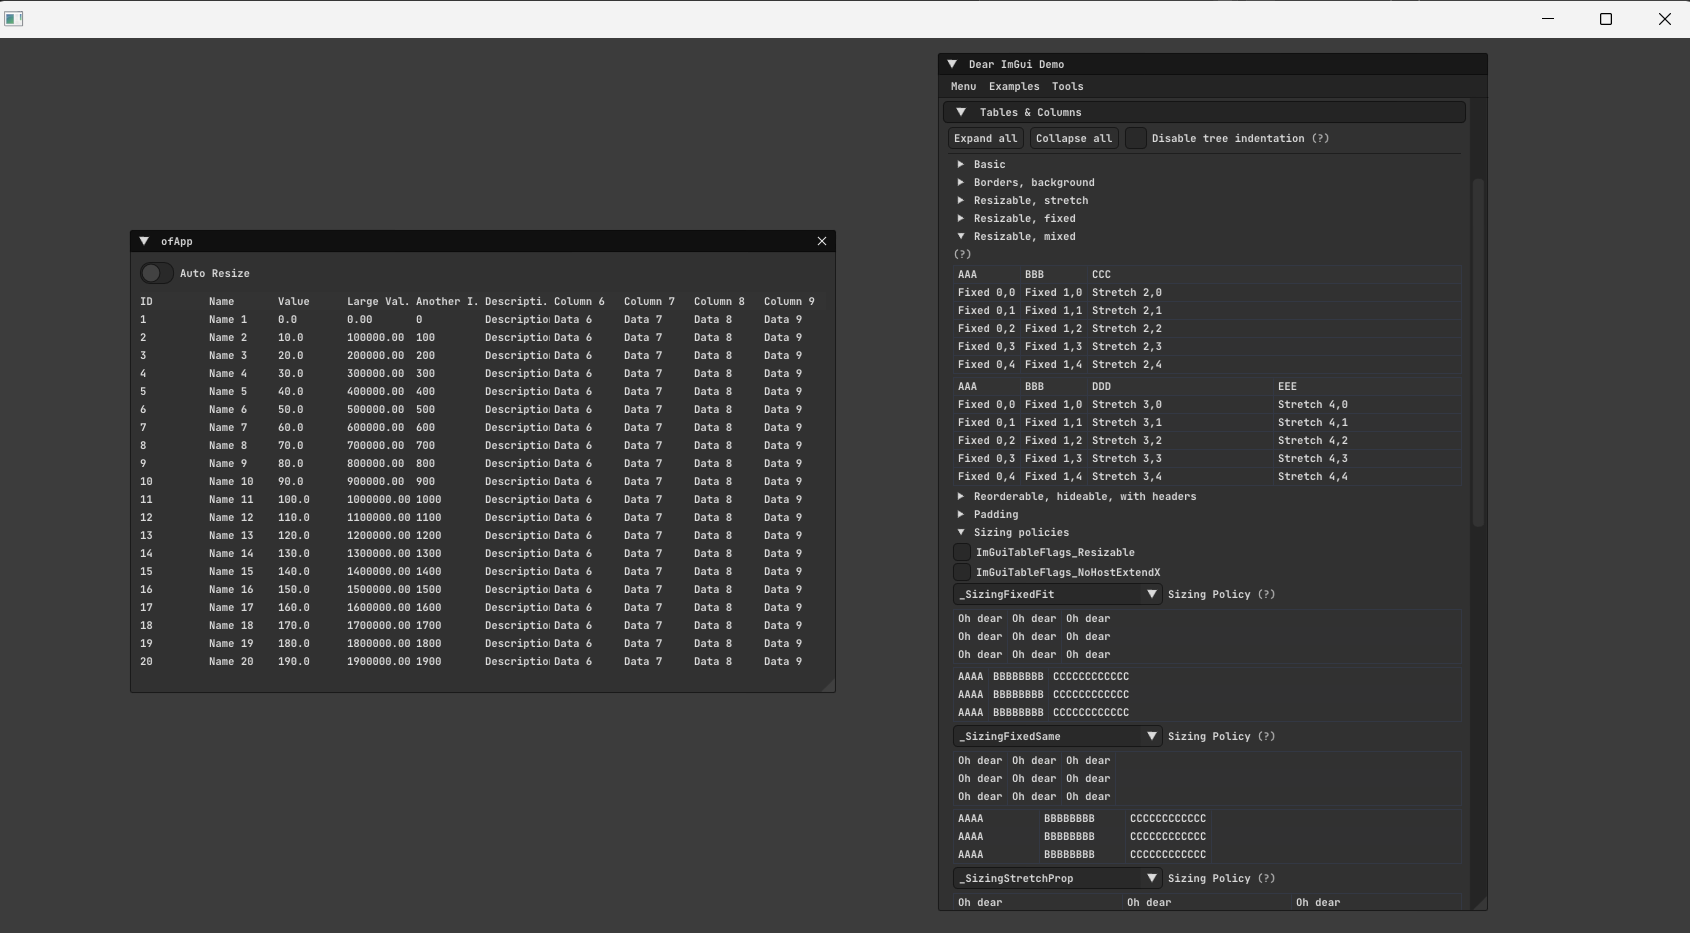 ofApp
Auto Resize
ID Name Value Large Val. Another I. Descripti. Column 6 Column 7 Column 8 Column 9
1 Name 1 0.0 0.00 0 Descriptio Data 6 Data 7 Data 8 Data 9
2 Name 2 10.0 100000.00 100 Descriptio Data 6 Data 7 Data 8 Data 9
3 Name 3 20.0 200000.00 200 Descriptio Data 6 Data 7 Data 8 Data 9
4 Name 4 30.0 300000.00 300 Descriptio Data 6 Data 7 Data 8 Data 9
5 Name 5 40.0 400000.00 400 Descriptio Data 6 Data 7 Data 8 Data 9
6 Name 6 50.0 500000.00 500 Descriptio Data 6 Data 7 Data 8 Data 9
7 Name 7 60.0 600000.00 600 Descriptio Data 6 Data 7 Data 8 Data 9
8 Name 8 70.0 700000.00 700 Descriptio Data 6 Data 7 Data 8 Data 9
9 Name 9 80.0 800000.00 800 Descriptio Data 6 Data 7 Data 8 Data 9
10 Name 10 90.0 900000.00 900 Descriptio Data 6 Data 7 Data 8 Data 9
11 Name 11 100.0 1000000.00 1000 Descriptio Data 6 Data 7 Data 8 Data 9
12 Name 12 110.0 1100000.00 1100 Descriptio Data 6 Data 7 Data 8 Data 9
13 Name 13 120.0 1200000.00 1200 Descriptio Data 6 Data 7 Data 8 Data 9
14 Name 14 130.0 1300000.00 1300 Descriptio Data 6 Data 7 Data 8 Data 9
15 Name 15 140.0 1400000.00 1400 Descriptio Data 6 Data 7 Data 8 Data 9
16 Name 16 150.0 1500000.00 1500 Descriptio Data 6 Data 7 Data 8 Data 9
17 Name 17 160.0 1600000.00 1600 Descriptio Data 6 Data 7 Data 8 Data 9
18 Name 18 170.0 1700000.00 1700 Descriptio Data 6 Data 7 Data 8 Data 9
19 Name 19 180.0 1800000.00 1800 Descriptio Data 6 Data 7 Data 8 Data 9
20 Name 20 190.0 1900000.00 1900 Descriptio Data 6 Data 7 Data 8 Data 9
Dear ImGui Demo
Menu Examples Tools
Tables & Columns
Expand all Collapse all Disable tree indentation (?)
Basic
Borders, background
Resizable, stretch
Resizable, fixed
Resizable, mixed
(?)
AAA BBB CCC
Fixed 0,0 Fixed 1,0 Stretch 2,0
Fixed 0,1 Fixed 1,1 Stretch 2,1
Fixed 0,2 Fixed 1,2 Stretch 2,2
Fixed 0,3 Fixed 1,3 Stretch 2,3
Fixed 0,4 Fixed 1,4 Stretch 2,4
AAA BBB DDD EEE
Fixed 0,0 Fixed 1,0 Stretch 3,0 Stretch 4,0
Fixed 0,1 Fixed 1,1 Stretch 3,1 Stretch 4,1
Fixed 0,2 Fixed 1,2 Stretch 3,2 Stretch 4,2
Fixed 0,3 Fixed 1,3 Stretch 3,3 Stretch 4,3
Fixed 0,4 Fixed 1,4 Stretch 3,4 Stretch 4,4
Reorderable, hideable, with headers
Padding
Sizing policies
ImGuiTableFlags_Resizable
ImGuiTableFlags_NoHostExtendX
_SizingFixedFit Sizing Policy (?)
Oh dear Oh dear Oh dear
Oh dear Oh dear Oh dear
Oh dear Oh dear Oh dear
AAAA BBBBBBBB CCCCCCCCCCCC
AAAA BBBBBBBB CCCCCCCCCCCC
AAAA BBBBBBBB CCCCCCCCCCCC
_SizingFixedSame Sizing Policy (?)
Oh dear Oh dear Oh dear
Oh dear Oh dear Oh dear
Oh dear Oh dear Oh dear
AAAA BBBBBBBB CCCCCCCCCCCC
AAAA BBBBBBBB CCCCCCCCCCCC
AAAA BBBBBBBB CCCCCCCCCCCC
_SizingStretchProp Sizing Policy (?)
Oh dear Oh dear Oh dear